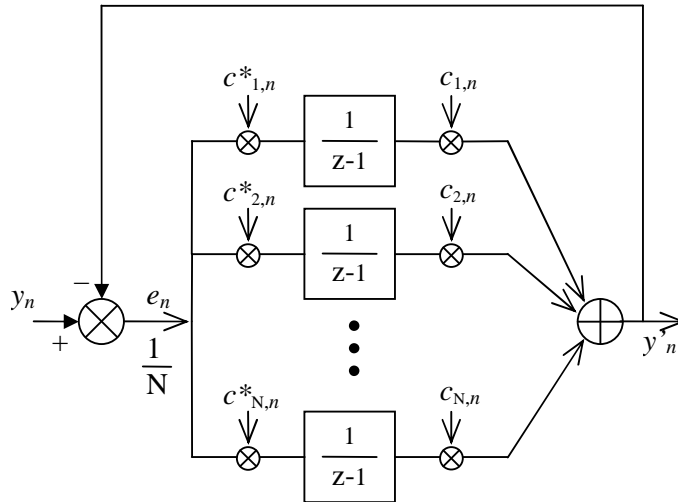 c*1,n
c1,n
1
z-1
c*2,n
c2,n
1
z-1
yn
−
+
en
1
N
y'n
c*N,n
cN,n
1
z-1